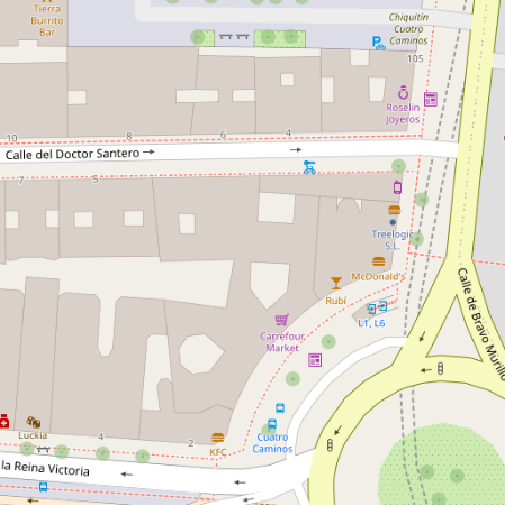 Tierra
Burrito
Bar
Chiquitín
Cuatro
Caminos
P
105
Roselin
Joyeros
10
8
6
4
Calle del Doctor Santero
7
5
Treelogic
S.L.
McDonald's
Rubí
L1, L6
Calle de Bravo Murillo
Carrefour
Market
Luckia
4
2
KFC
Cuatro
Caminos
la Reina Victoria